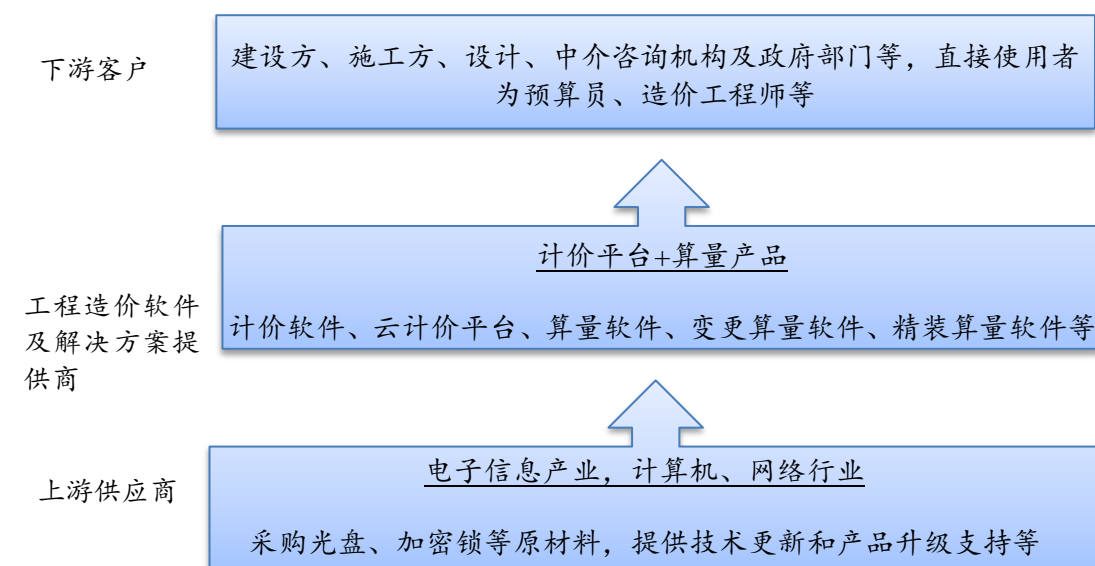 下游客户
建设方、施工方、设计、中介咨询机构及政府部门等，直接使用者
为预算员、造价工程师等
计价平台+算量产品
工程造价软件
及解决方案提
供商
计价软件、云计价平台、算量软件、变更算量软件、精装算量软件等
电子信息产业，计算机、网络行业
上游供应商
采购光盘、加密锁等原材料，提供技术更新和产品升级支持等